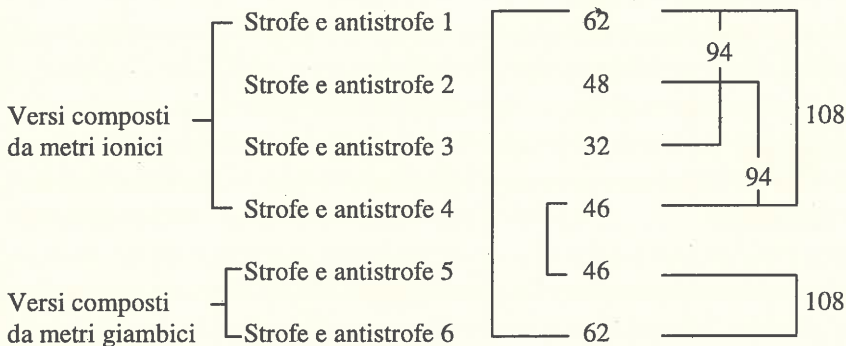 Strofe e antistrofe 1 62
94
Strofe e antistrofe 2 48
Versi composti
da metri ionici
108
Strofe e antistrofe 3 32
94
Strofe e antistrofe 4 46
Strofe e antistrofe 5 46
Versi composti
da metri giambici
108
Strofe e antistrofe 6 62